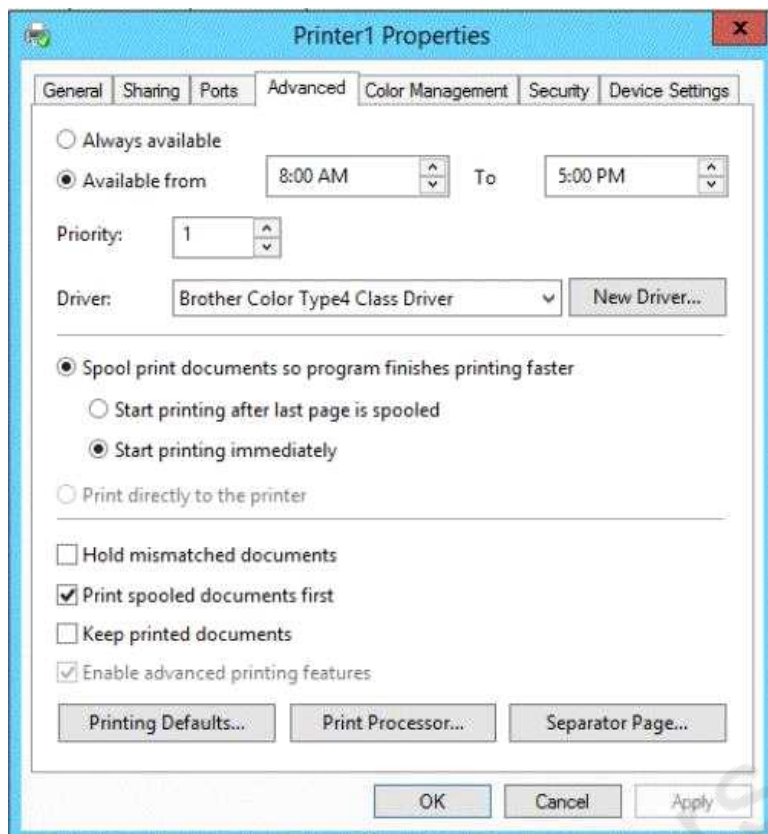 Printer1 Properties
x
General Sharing Ports Advanced Color Management Security Device Settings
Always available
Available from 8:00 AM To 5:00 PM
Priority: 1
Driver: Brother Color Type4 Class Driver New Driver...
Spool print documents so program finishes printing faster
Start printing after last page is spooled
Start printing immediately
Print directly to the printer
Hold mismatched documents
Print spooled documents first
Keep printed documents
Enable advanced printing features
Printing Defaults... Print Processor... Separator Page...
OK Cancel Apply